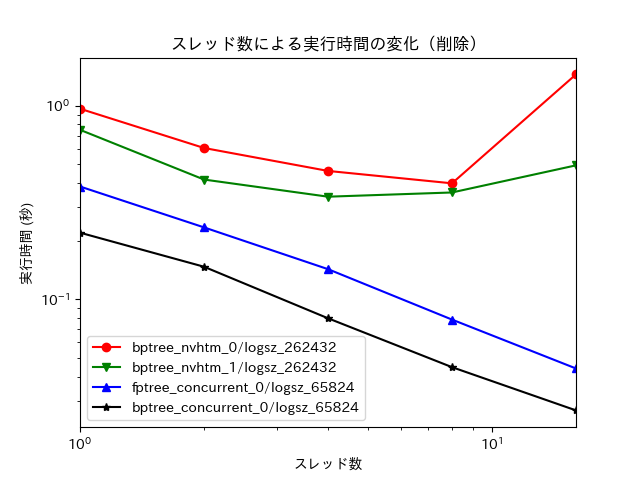 スレッド数による実行時間の変化（削除）
10⁰
10⁻¹
実行時間 (秒)
bptree_nvhtm_0/logsz_262432
bptree_nvhtm_1/logsz_262432
fptree_concurrent_0/logsz_65824
bptree_concurrent_0/logsz_65824
10⁰ 10¹
スレッド数